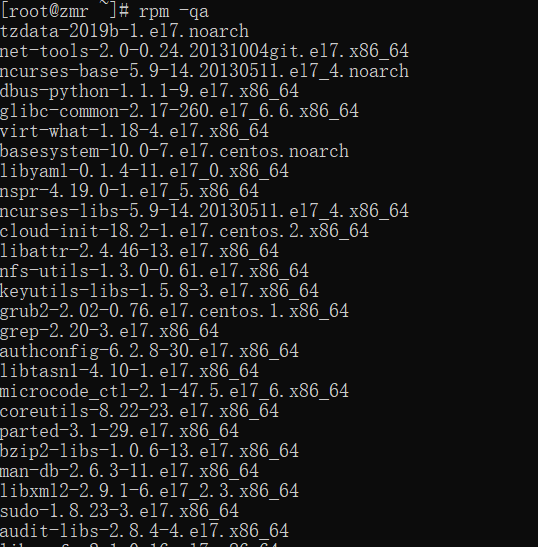 [root@zmr ~]# rpm -qa
tzdata-2019b-1.el7.noarch
net-tools-2.0-0.24.20131004git.el7.x86_64
ncurses-base-5.9-14.20130511.el7_4.noarch
dbus-python-1.1.1-9.el7.x86_64
glibc-common-2.17-260.el7_6.6.x86_64
virt-what-1.18-4.el7.x86_64
basesystem-10.0-7.el7.centos.noarch
libyaml-0.1.4-11.el7_0.x86_64
nspr-4.19.0-1.el7_5.x86_64
ncurses-libs-5.9-14.20130511.el7_4.x86_64
cloud-init-18.2-1.el7.centos.2.x86_64
libattr-2.4.46-13.el7.x86_64
nfs-utils-1.3.0-0.61.el7.x86_64
keyutils-libs-1.5.8-3.el7.x86_64
grub2-2.02-0.76.el7.centos.1.x86_64
grep-2.20-3.el7.x86_64
authconfig-6.2.8-30.el7.x86_64
libtasn1-4.10-1.el7.x86_64
microcode_ctl-2.1-47.5.el7_6.x86_64
coreutils-8.22-23.el7.x86_64
parted-3.1-29.el7.x86_64
bzip2-libs-1.0.6-13.el7.x86_64
man-db-2.6.3-11.el7.x86_64
libxml2-2.9.1-6.el7_2.3.x86_64
sudo-1.8.23-3.el7.x86_64
audit-libs-2.8.4-4.el7.x86_64